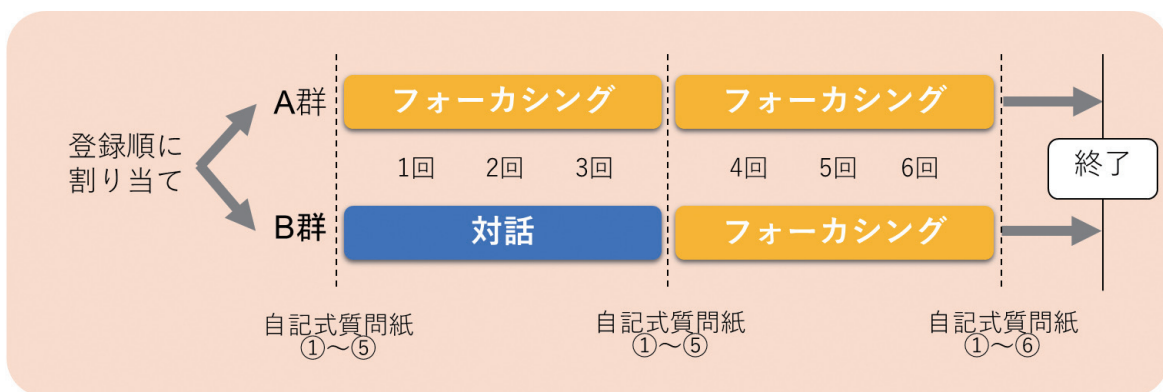 A群
フォーカシング
フォーカシング
登録順に
割り当て
1回
2回
3回
4回
5回
6回
終了
B群
対話
フォーカシング
自記式質問紙
①～⑤
自記式質問紙
①～⑤
自記式質問紙
①～⑥